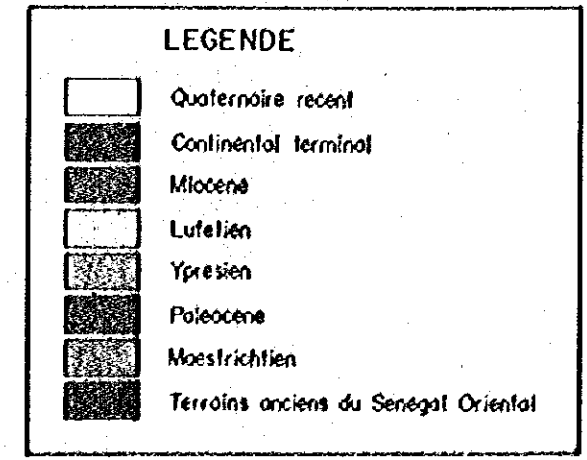 LEGENDE
Quaternaire recent
Continental terminal
Miocene
Lutetien
Ypresien
Paleocene
Maestrichtien
Terrains anciens du Senegal Oriental